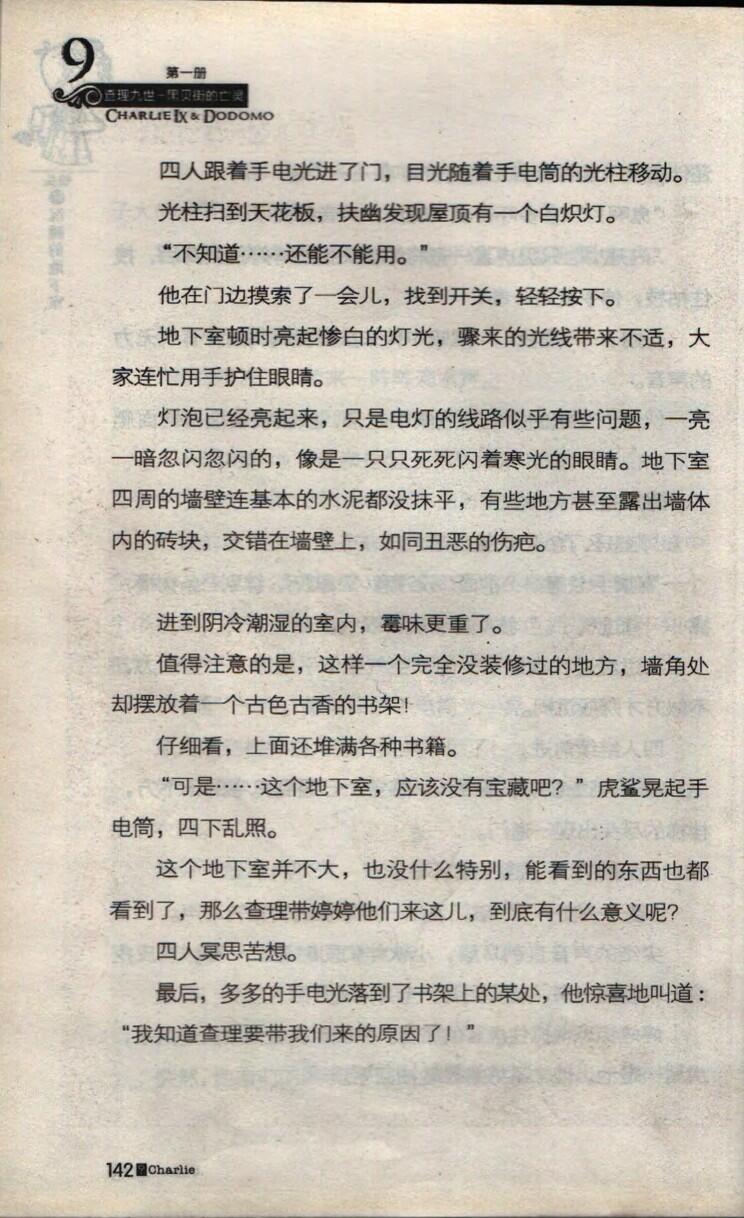 9
第一册
查理九世·黑贝街的亡灵
CHARLIE IX & DODOMO
四人跟着手电光进了门，目光随着手电筒的光柱移动。
光柱扫到天花板，扶幽发现屋顶有一个白炽灯。
“不知道……还能不能用。”
他在门边摸索了一会儿，找到开关，轻轻按下。
地下室顿时亮起惨白的灯光，骤来的光线带来不适，大
家连忙用手护住眼睛。
灯泡已经亮起来，只是电灯的线路似乎有些问题，一亮
一暗忽闪忽闪的，像是一只只死死闪着寒光的眼睛。地下室
四周的墙壁连基本的水泥都没抹平，有些地方甚至露出墙体
内的砖块，交错在墙壁上，如同丑恶的伤疤。
进到阴冷潮湿的室内，霉味更重了。
值得注意的是，这样一个完全没装修过的地方，墙角处
却摆放着一个古色古香的书架！
仔细看，上面还堆满各种书籍。
“可是……这个地下室，应该没有宝藏吧？”虎鲨晃起手
电筒，四下乱照。
这个地下室并不大，也没什么特别，能看到的东西也都
看到了，那么查理带婷婷他们来这儿，到底有什么意义呢？
四人冥思苦想。
最后，多多的手电光落到了书架上的某处，他惊喜地叫道：
“我知道查理要带我们来的原因了！”
142 Charlie